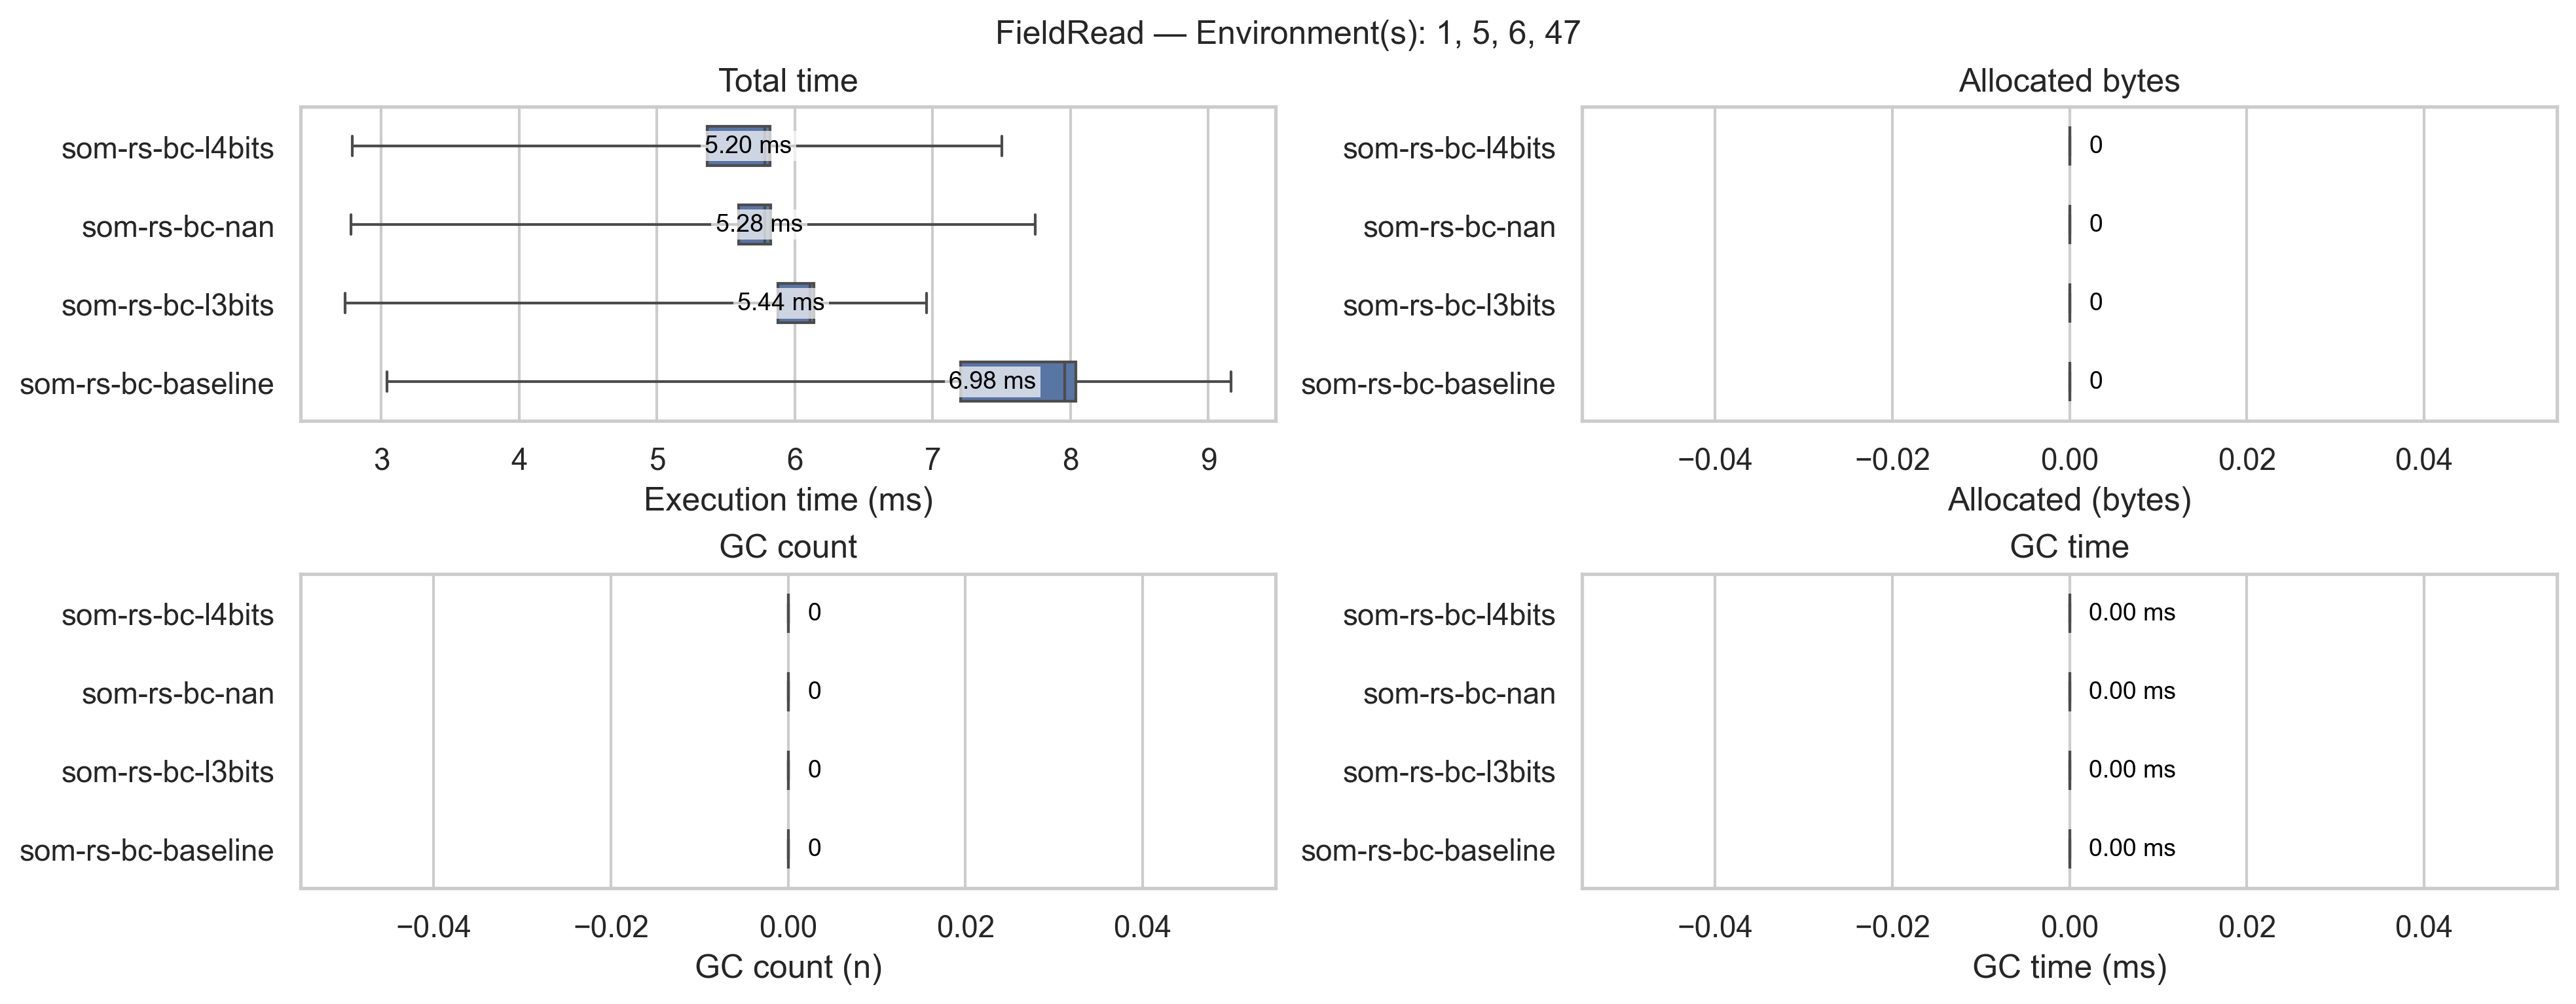 FieldRead — Environment(s): 1, 5, 6, 47
Total time
som-rs-bc-l4bits
5.20 ms
som-rs-bc-nan
5.28 ms
som-rs-bc-l3bits
5.44 ms
som-rs-bc-baseline
6.98 ms
3 4 5 6 7 8 9
Execution time (ms)
Allocated bytes
som-rs-bc-l4bits
0
som-rs-bc-nan
0
som-rs-bc-l3bits
0
som-rs-bc-baseline
0
−0.04 −0.02 0.00 0.02 0.04
Allocated (bytes)
GC count
som-rs-bc-l4bits
0
som-rs-bc-nan
0
som-rs-bc-l3bits
0
som-rs-bc-baseline
0
−0.04 −0.02 0.00 0.02 0.04
GC count (n)
GC time
som-rs-bc-l4bits
0.00 ms
som-rs-bc-nan
0.00 ms
som-rs-bc-l3bits
0.00 ms
som-rs-bc-baseline
0.00 ms
−0.04 −0.02 0.00 0.02 0.04
GC time (ms)